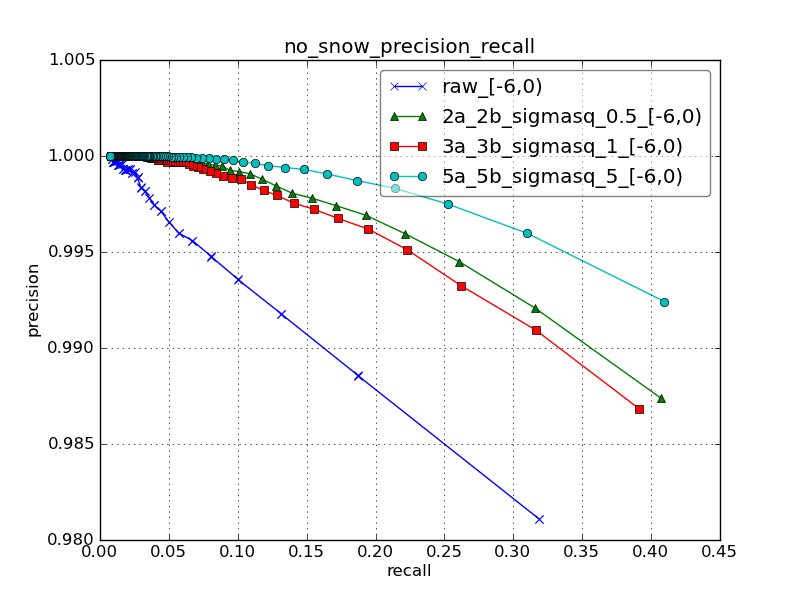 no_snow_precision_recall
1.005
1.000
0.995
0.990
0.985
0.980
precision
raw_[-6,0)
2a_2b_sigmasq_0.5_[-6,0)
3a_3b_sigmasq_1_[-6,0)
5a_5b_sigmasq_5_[-6,0)
0.00 0.05 0.10 0.15 0.20 0.25 0.30 0.35 0.40 0.45
recall